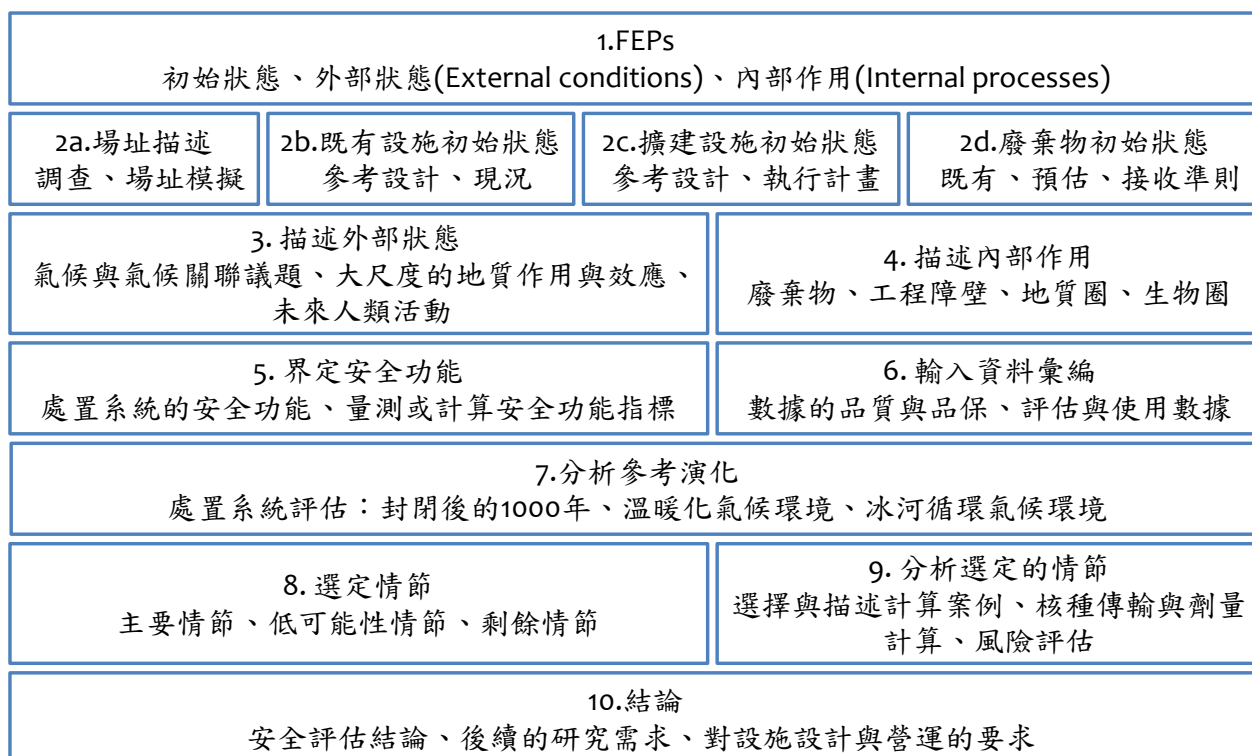 1.FEPs
初始狀態、外部狀態(External conditions)、內部作用(Internal processes)
2a.場址描述
調查、場址模擬
2b.既有設施初始狀態
參考設計、現況
2c.擴建設施初始狀態
參考設計、執行計畫
2d.廢棄物初始狀態
既有、預估、接收準則
3. 描述外部狀態
氣候與氣候關聯議題、大尺度的地質作用與效應、
未來人類活動
4. 描述內部作用
廢棄物、工程障壁、地質圈、生物圈
5. 界定安全功能
處置系統的安全功能、量測或計算安全功能指標
6. 輸入資料彙編
數據的品質與品保、評估與使用數據
7.分析參考演化
處置系統評估：封閉後的1000年、溫暖化氣候環境、冰河循環氣候環境
8. 選定情節
主要情節、低可能性情節、剩餘情節
9. 分析選定的情節
選擇與描述計算案例、核種傳輸與劑量
計算、風險評估
10.結論
安全評估結論、後續的研究需求、對設施設計與營運的要求